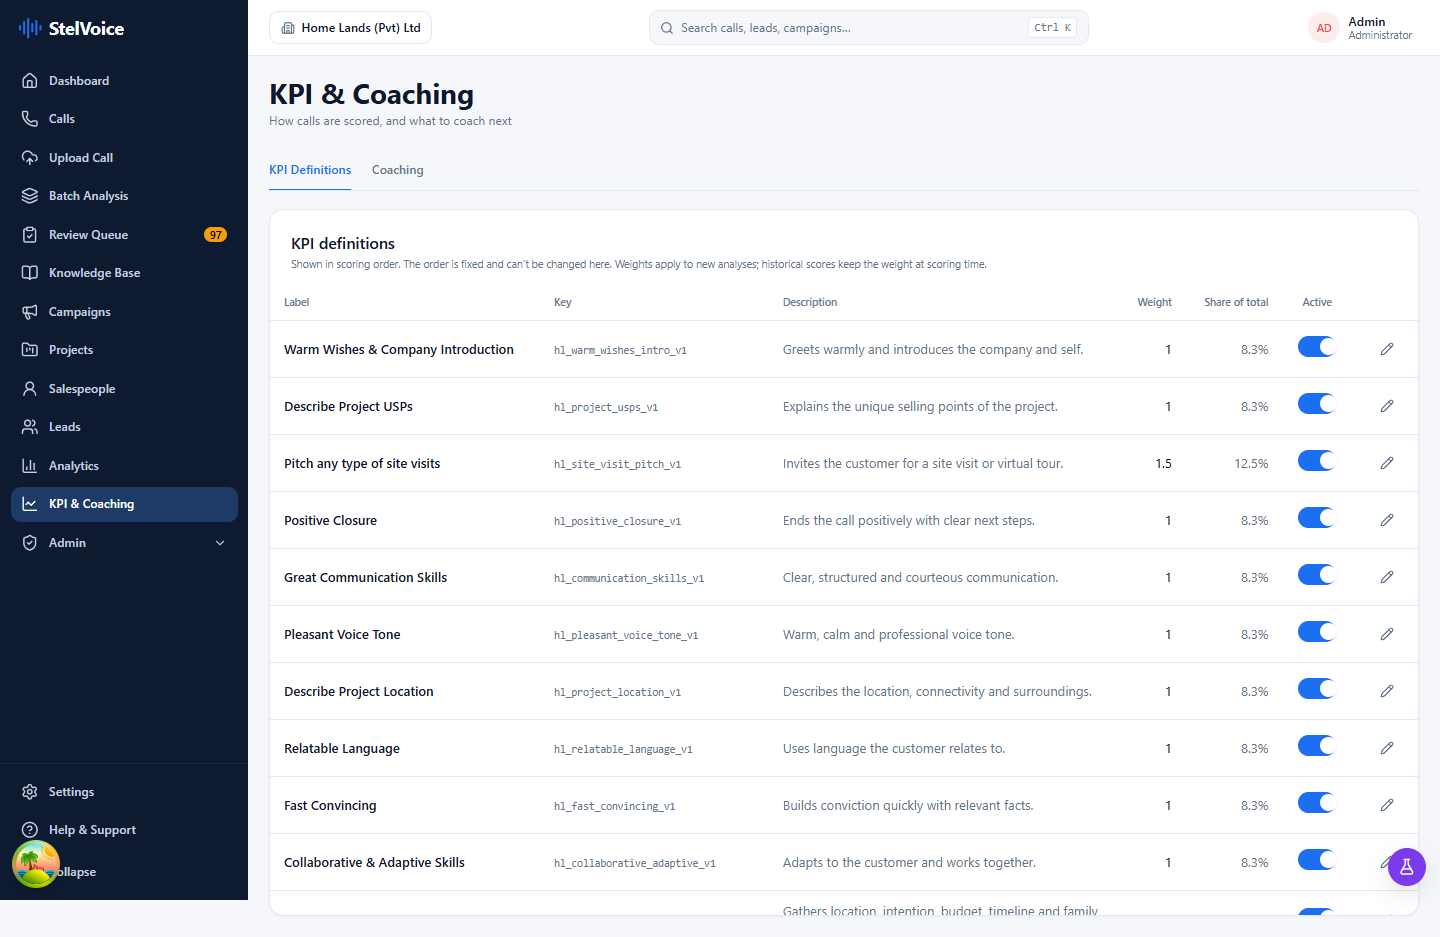 StelVoice
Home Lands (Pvt) Ltd
Search calls, leads, campaigns...
Ctrl K
AD
Admin
Administrator
Dashboard
Calls
Upload Call
Batch Analysis
Review Queue 97
Knowledge Base
Campaigns
Projects
Salespeople
Leads
Analytics
KPI & Coaching
Admin
Settings
Help & Support
KPI & Coaching
How calls are scored, and what to coach next
KPI Definitions Coaching
KPI definitions
Shown in scoring order. The order is fixed and can't be changed here. Weights apply to new analyses; historical scores keep the weight at scoring time.
Label Key Description Weight Share of total Active
Warm Wishes & Company Introduction hl_warm_wishes_intro_v1 Greets warmly and introduces the company and self. 1 8.3%
Describe Project USPs hl_project_usps_v1 Explains the unique selling points of the project. 1 8.3%
Pitch any type of site visits hl_site_visit_pitch_v1 Invites the customer for a site visit or virtual tour. 1.5 12.5%
Positive Closure hl_positive_closure_v1 Ends the call positively with clear next steps. 1 8.3%
Great Communication Skills hl_communication_skills_v1 Clear, structured and courteous communication. 1 8.3%
Pleasant Voice Tone hl_pleasant_voice_tone_v1 Warm, calm and professional voice tone. 1 8.3%
Describe Project Location hl_project_location_v1 Describes the location, connectivity and surroundings. 1 8.3%
Relatable Language hl_relatable_language_v1 Uses language the customer relates to. 1 8.3%
Fast Convincing hl_fast_convincing_v1 Builds conviction quickly with relevant facts. 1 8.3%
Collaborative & Adaptive Skills hl_collaborative_adaptive_v1 Adapts to the customer and works together. 1 8.3%
Gathers location, intention, budget, timeline and family